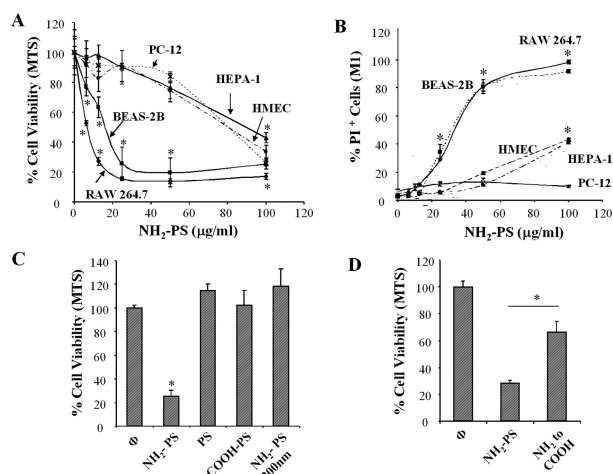 A
% Cell Viability (MTS)
120
100
80
60
40
20
0
PC-12
HEPA-1
BEAS-2B
HMEC
RAW 264.7
* * * * * * *
0 20 40 60 80 100
NH₂-PS (µg/ml)
B
% PI⁺ Cells (M1)
120
100
80
60
40
20
0
RAW 264.7
BEAS-2B
HMEC
HEPA-1
PC-12
* * * *
0 20 40 60 80 100
NH₂-PS (µg/ml)
C
% Cell Viability (MTS)
140
120
100
80
60
40
20
0
*
Φ
NH₂- PS
PS
COOH-PS
NH₂- PS
D
% Cell Viability (MTS)
120
100
80
60
40
20
0
*
Φ
NH₂-PS
NH₂ to
COOH